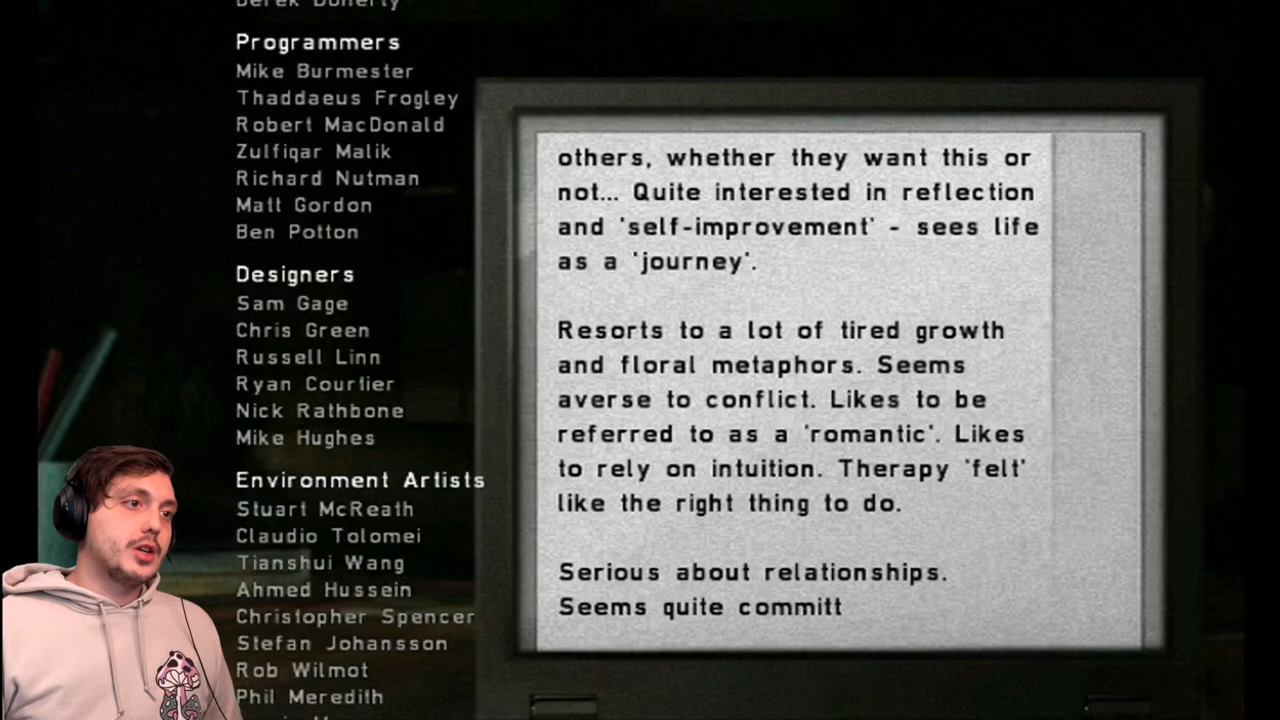 Derek Doherty
Programmers
Mike Burmester
Thaddaeus Frogley
Robert MacDonald
Zulfiqar Malik
Richard Nutman
Matt Gordon
Ben Potton
Designers
Sam Gage
Chris Green
Russell Linn
Ryan Courtier
Nick Rathbone
Mike Hughes
Environment Artists
Stuart McReath
Claudio Tolomei
Tianshui Wang
Ahmed Hussein
Christopher Spencer
Stefan Johansson
Rob Wilmot
Phil Meredith
others, whether they want this or
not... Quite interested in reflection
and 'self-improvement' - sees life
as a 'journey'.
Resorts to a lot of tired growth
and floral metaphors. Seems
averse to conflict. Likes to be
referred to as a 'romantic'. Likes
to rely on intuition. Therapy 'felt'
like the right thing to do.
Serious about relationships.
Seems quite committ